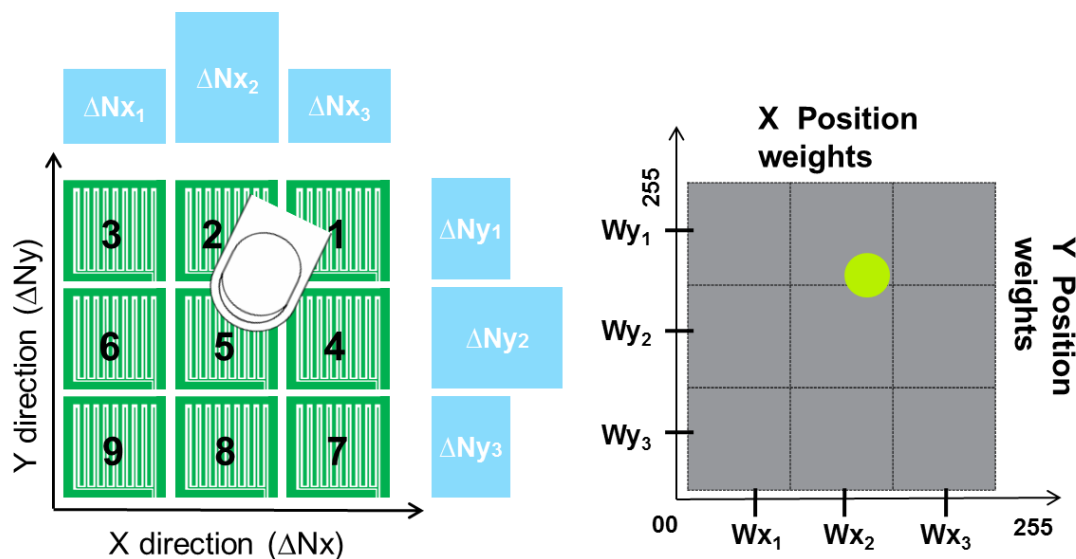 ΔNx₁
ΔNx₂
ΔNx₃
Y direction (ΔNy)
3
2
1
6
5
4
9
8
7
X direction (ΔNx)
ΔNy₁
ΔNy₂
ΔNy₃
X Position
weights
255
Wy₁
Wy₂
Wy₃
Y Position
weights
00
Wx₁
Wx₂
Wx₃
255